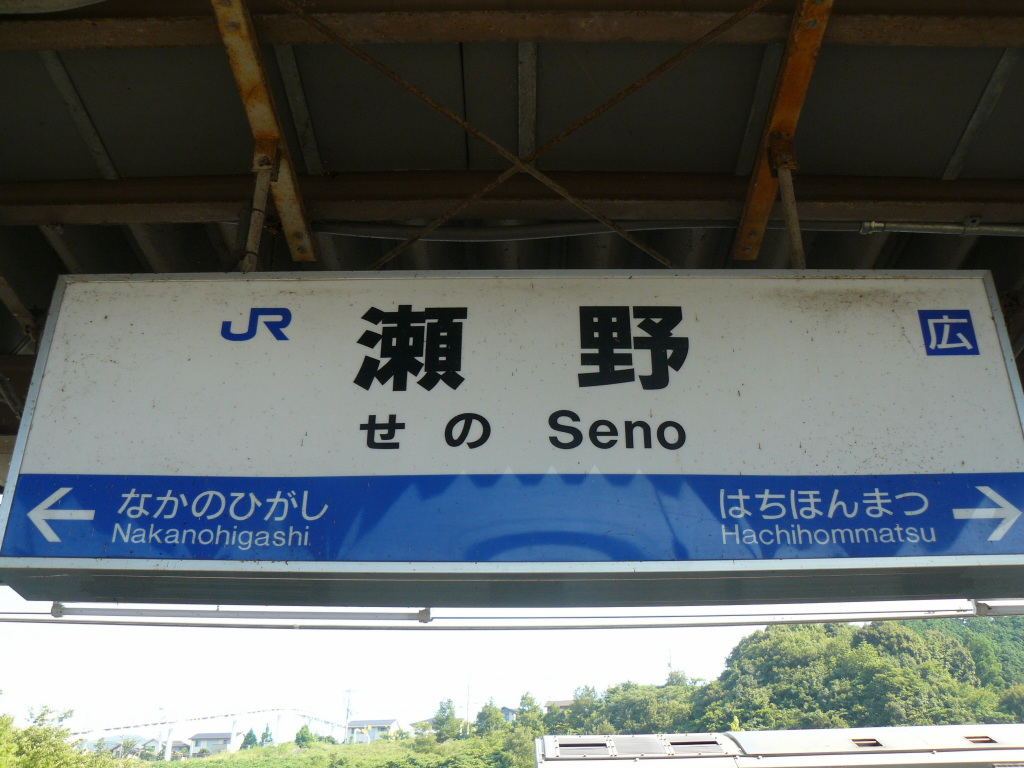 JR 瀬野 広
せの Seno
なかのひがし はちほんまつ
Nakanohigashi Hachihommatsu